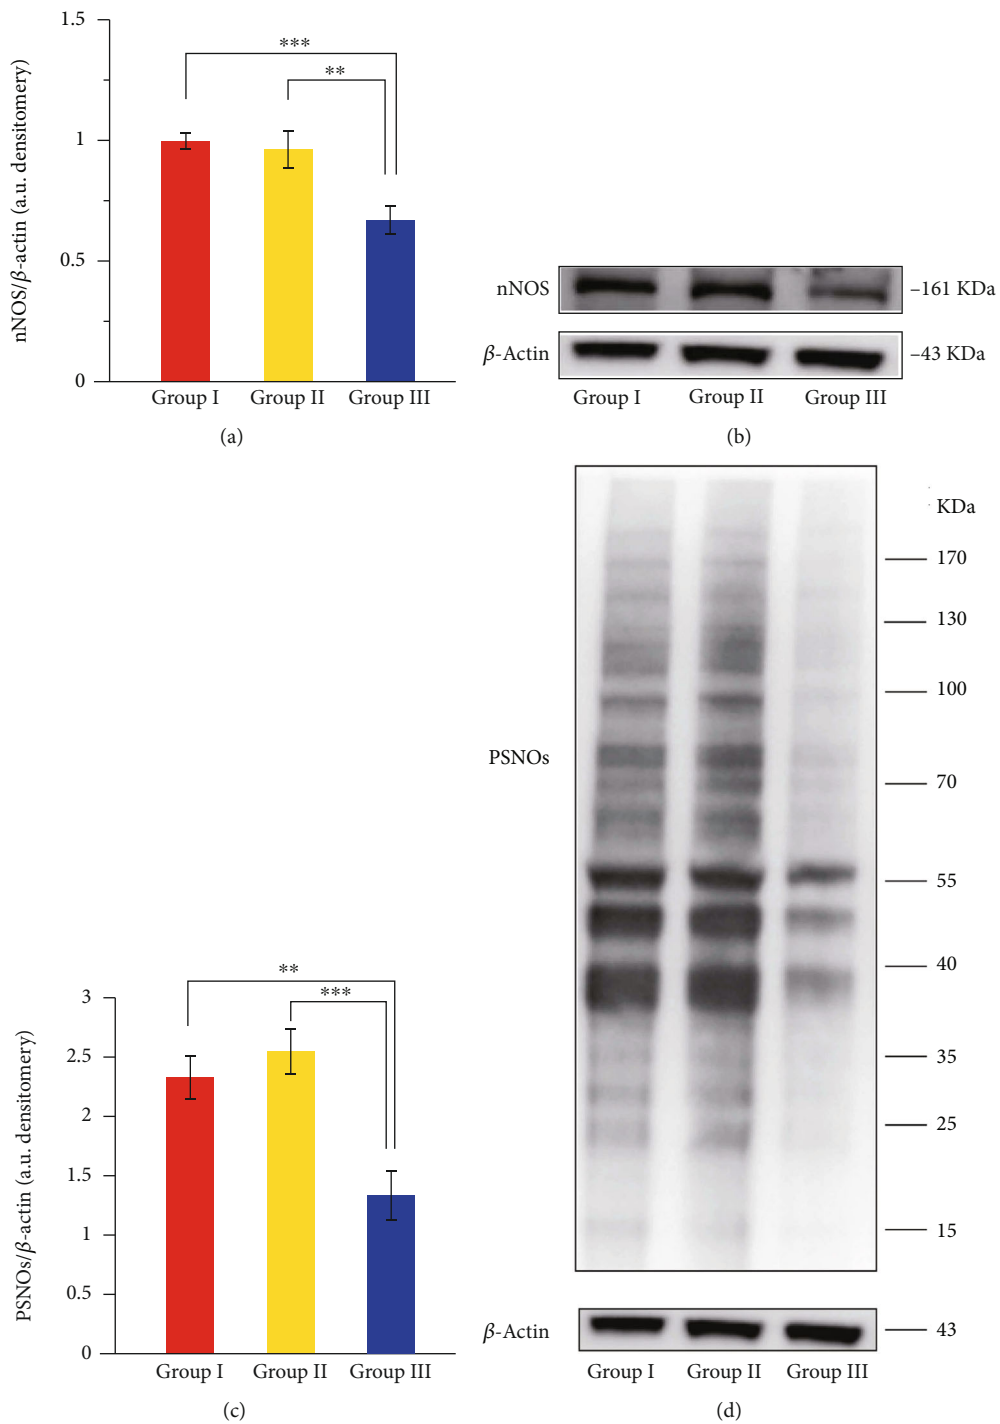 1.5
1
0.5
0
nNOS/β-actin (a.u. densitomery)
***
**
Group I Group II Group III
(a)
nNOS
–161 KDa
β-Actin
–43 KDa
Group I Group II Group III
(b)
KDa
170
130
100
PSNOs
70
55
40
35
25
15
β-Actin
43
Group I Group II Group III
(d)
3
2.5
2
1.5
1
0.5
0
PSNOs/β-actin (a.u. densitomery)
**
***
Group I Group II Group III
(c)